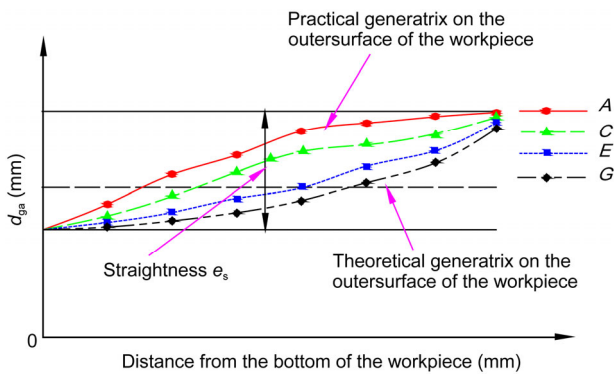 Practical generatrix on the
outersurface of the workpiece
A
C
E
G
d_ga (mm)
Straightness e_s
Theoretical generatrix on the
outersurface of the workpiece
0
Distance from the bottom of the workpiece (mm)